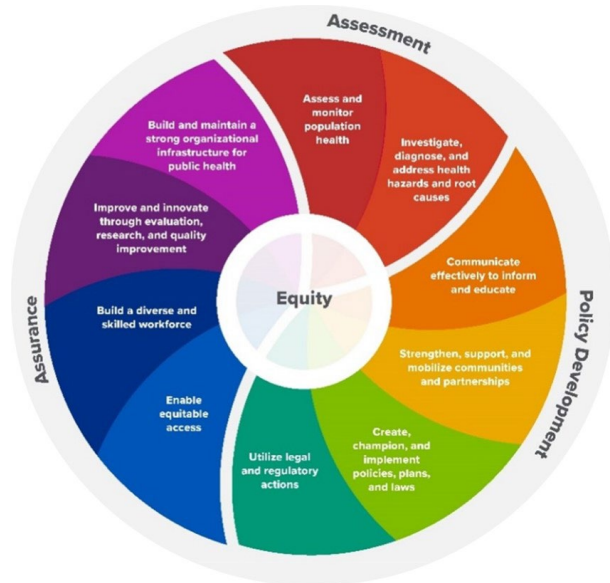 Assessment
Assess and
monitor
population
health
Investigate,
diagnose, and
address health
hazards and root
causes
Communicate
effectively to inform
and educate
Strengthen, support, and
mobilize communities
and partnerships
Policy Development
Create,
champion, and
implement
policies, plans,
and laws
Utilize legal
and regulatory
actions
Enable
equitable
access
Build a diverse and
skilled workforce
Assurance
Improve and innovate
through evaluation,
research, and quality
improvement
Build and maintain a
strong organizational
infrastructure for
public health
Equity